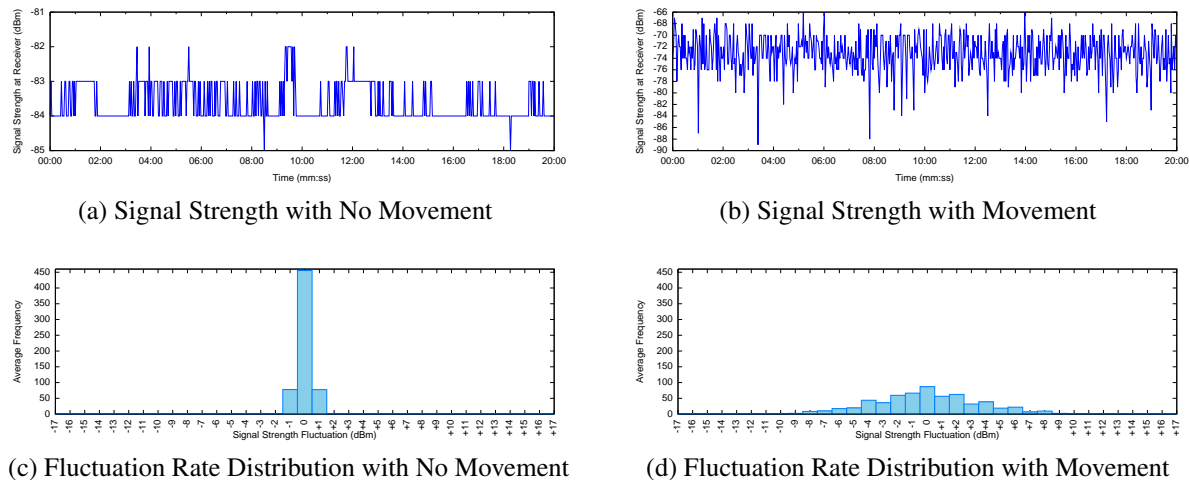 -81
-82
-83
-84
-85
Signal Strength at Receiver (dBm)
00:00 02:00 04:00 06:00 08:00 10:00 12:00 14:00 16:00 18:00 20:00
Time (mm:ss)
(a) Signal Strength with No Movement
-66
-68
-70
-72
-74
-76
-78
-80
-82
-84
-86
-88
-90
Signal Strength at Receiver (dBm)
00:00 02:00 04:00 06:00 08:00 10:00 12:00 14:00 16:00 18:00 20:00
Time (mm:ss)
(b) Signal Strength with Movement
450
400
350
300
250
200
150
100
50
0
Average Frequency
-17 -16 -15 -14 -13 -12 -11 -10 -9 -8 -7 -6 -5 -4 -3 -2 -1 0 +1 +2 +3 +4 +5 +6 +7 +8 +9 +10 +11 +12 +13 +14 +15 +16 +17
Signal Strength Fluctuation (dBm)
(c) Fluctuation Rate Distribution with No Movement
450
400
350
300
250
200
150
100
50
0
Average Frequency
-17 -16 -15 -14 -13 -12 -11 -10 -9 -8 -7 -6 -5 -4 -3 -2 -1 0 +1 +2 +3 +4 +5 +6 +7 +8 +9 +10 +11 +12 +13 +14 +15 +16 +17
Signal Strength Fluctuation (dBm)
(d) Fluctuation Rate Distribution with Movement